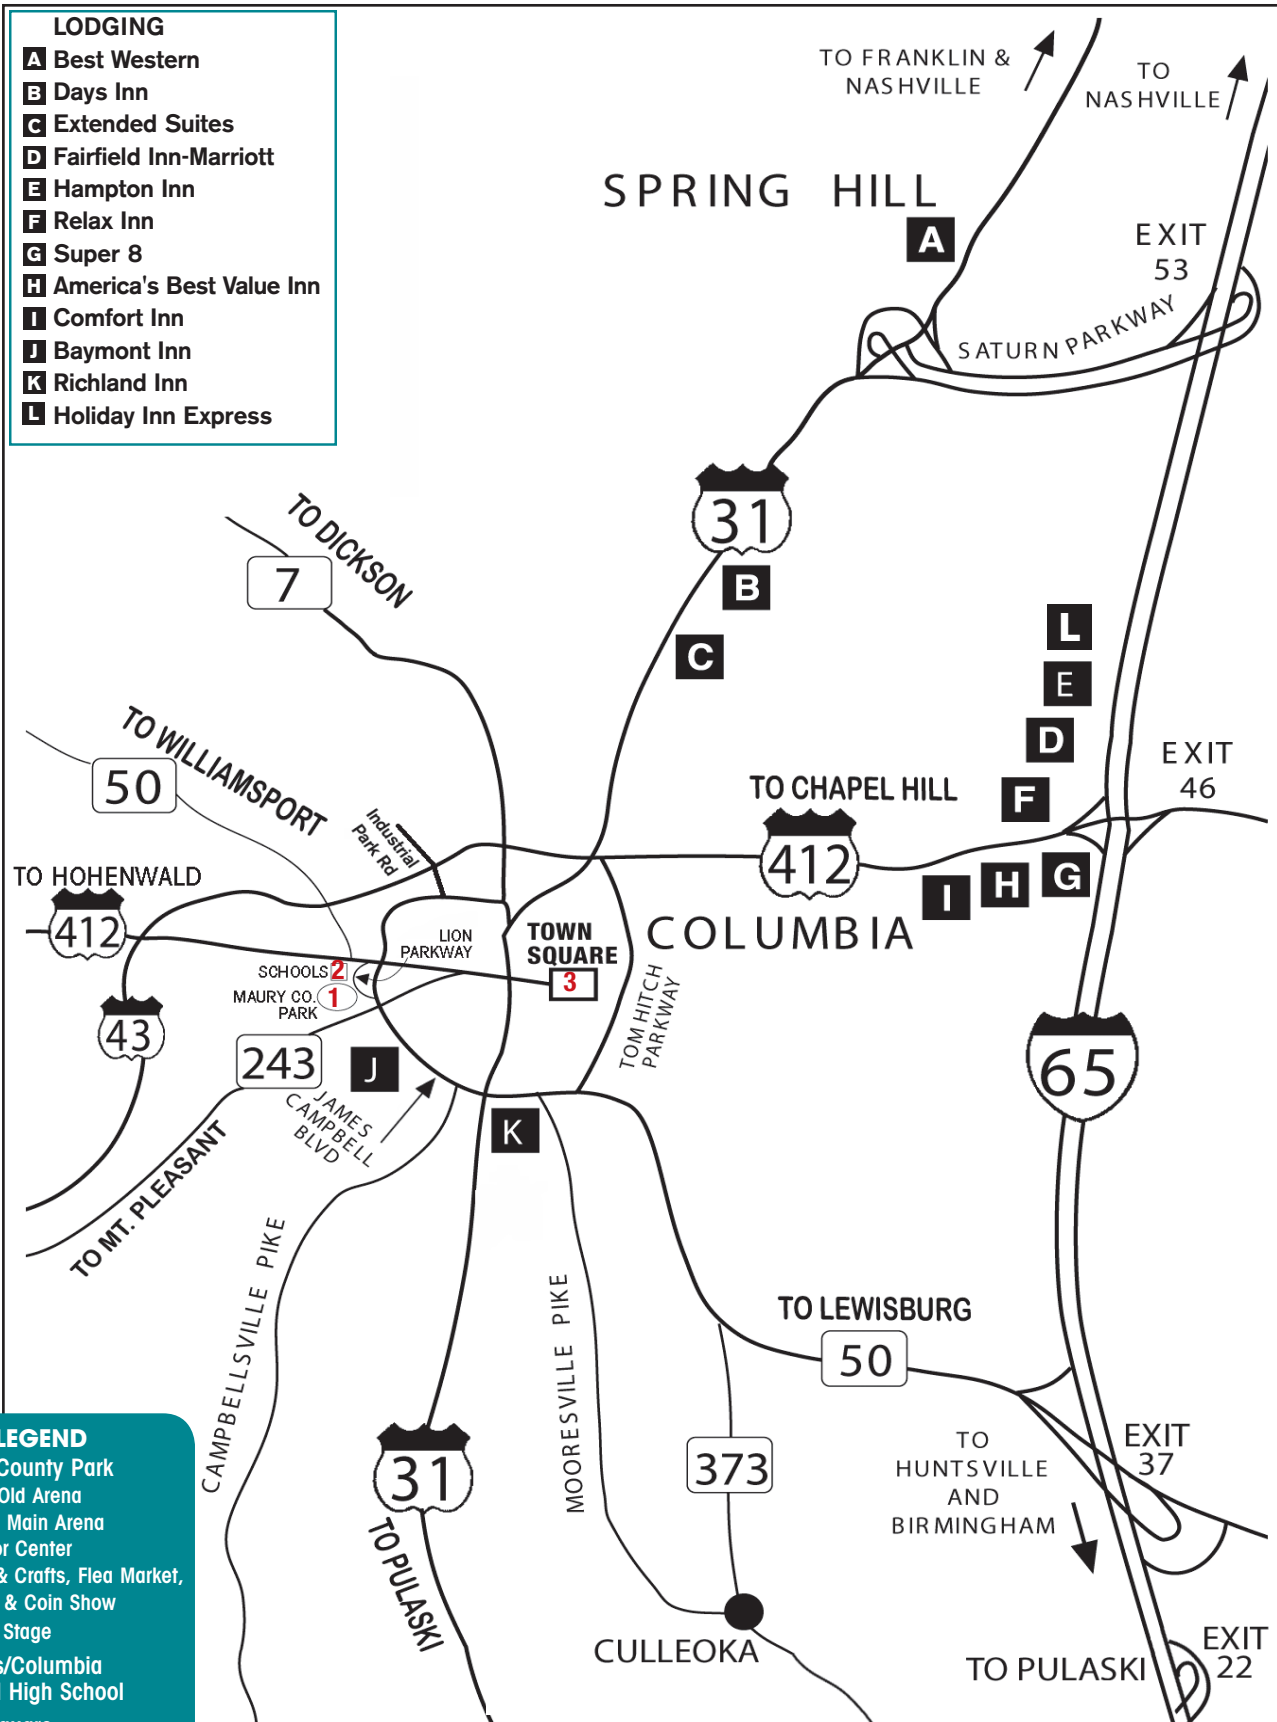 LODGING
A Best Western
B Days Inn
C Extended Suites
D Fairfield Inn-Marriott
E Hampton Inn
F Relax Inn
G Super 8
H America's Best Value Inn
I Comfort Inn
J Baymont Inn
K Richland Inn
L Holiday Inn Express
TO FRANKLIN &
NASHVILLE
TO
NASHVILLE
SPRING HILL
A
EXIT
53
SATURN PARKWAY
31
B
C
TO DICKSON
7
L
E
D
F
EXIT
46
TO WILLIAMSPORT
50
Industrial
Park Rd
TO CHAPEL HILL
412
I
H
G
TO HOHENWALD
412
COLUMBIA
LION
PARKWAY
TOWN
SQUARE
3
SCHOOLS 2
MAURY CO.
PARK
1
TOM HITCH
PARKWAY
43
243
J
65
JAMES
CAMPBELL
BLVD
K
TO MT. PLEASANT
CAMPBELLSVILLE PIKE
MOORESVILLE PIKE
TO LEWISBURG
50
31
373
TO
HUNTSVILLE
AND
BIRMINGHAM
EXIT
37
TO PULASKI
CULLEOKA
TO PULASKI
EXIT
22
LEGEND
County Park
Old Arena
Main Arena
Center
& Crafts, Flea Market,
& Coin Show
Stage
/Columbia
High School